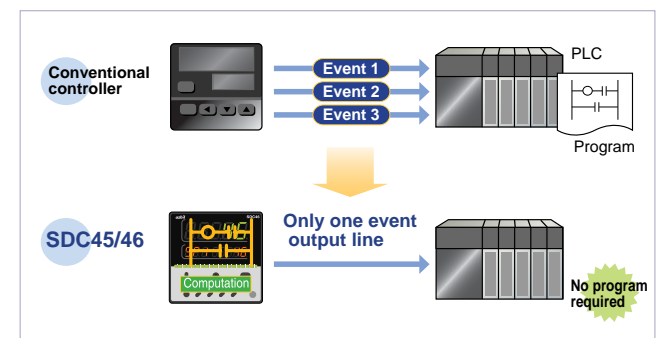 Conventional
controller
Event 1
Event 2
Event 3
PLC
Program
SDC45/46
Only one event
output line
Computation
No program
required